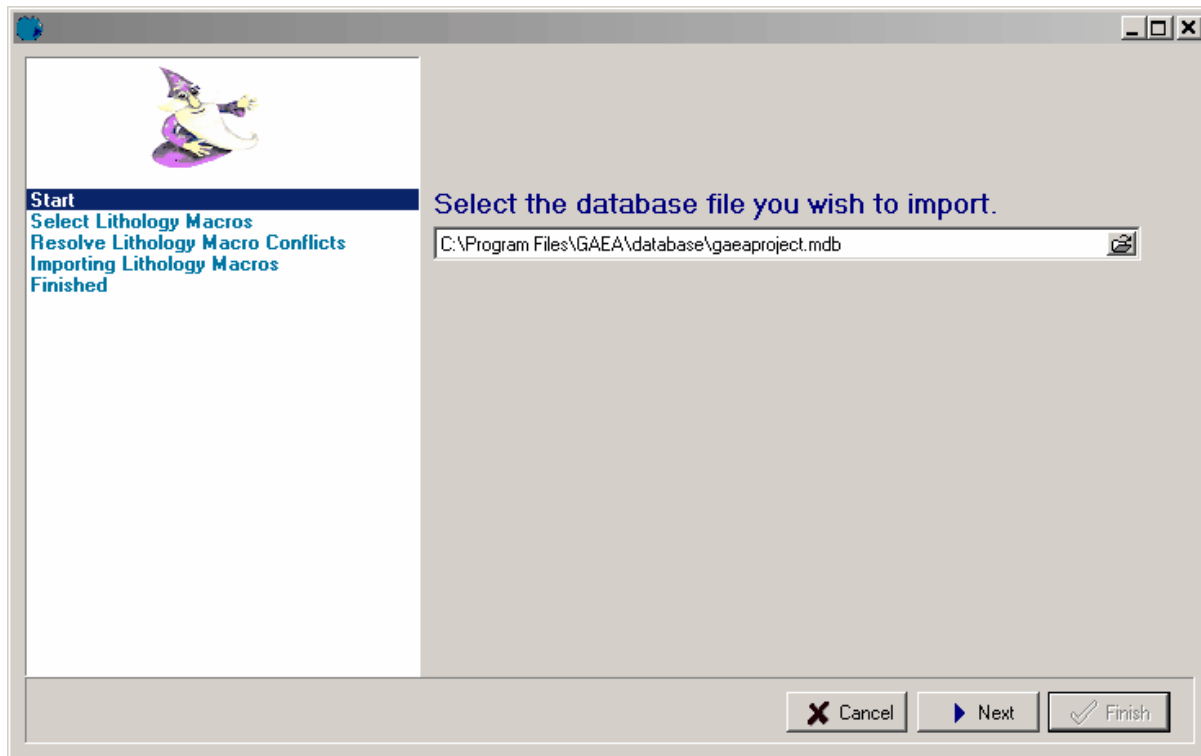 Start
Select Lithology Macros
Resolve Lithology Macro Conflicts
Importing Lithology Macros
Finished
Select the database file you wish to import.
C:\Program Files\GAEA\database\gaeaproject.mdb
Cancel
Next
Finish